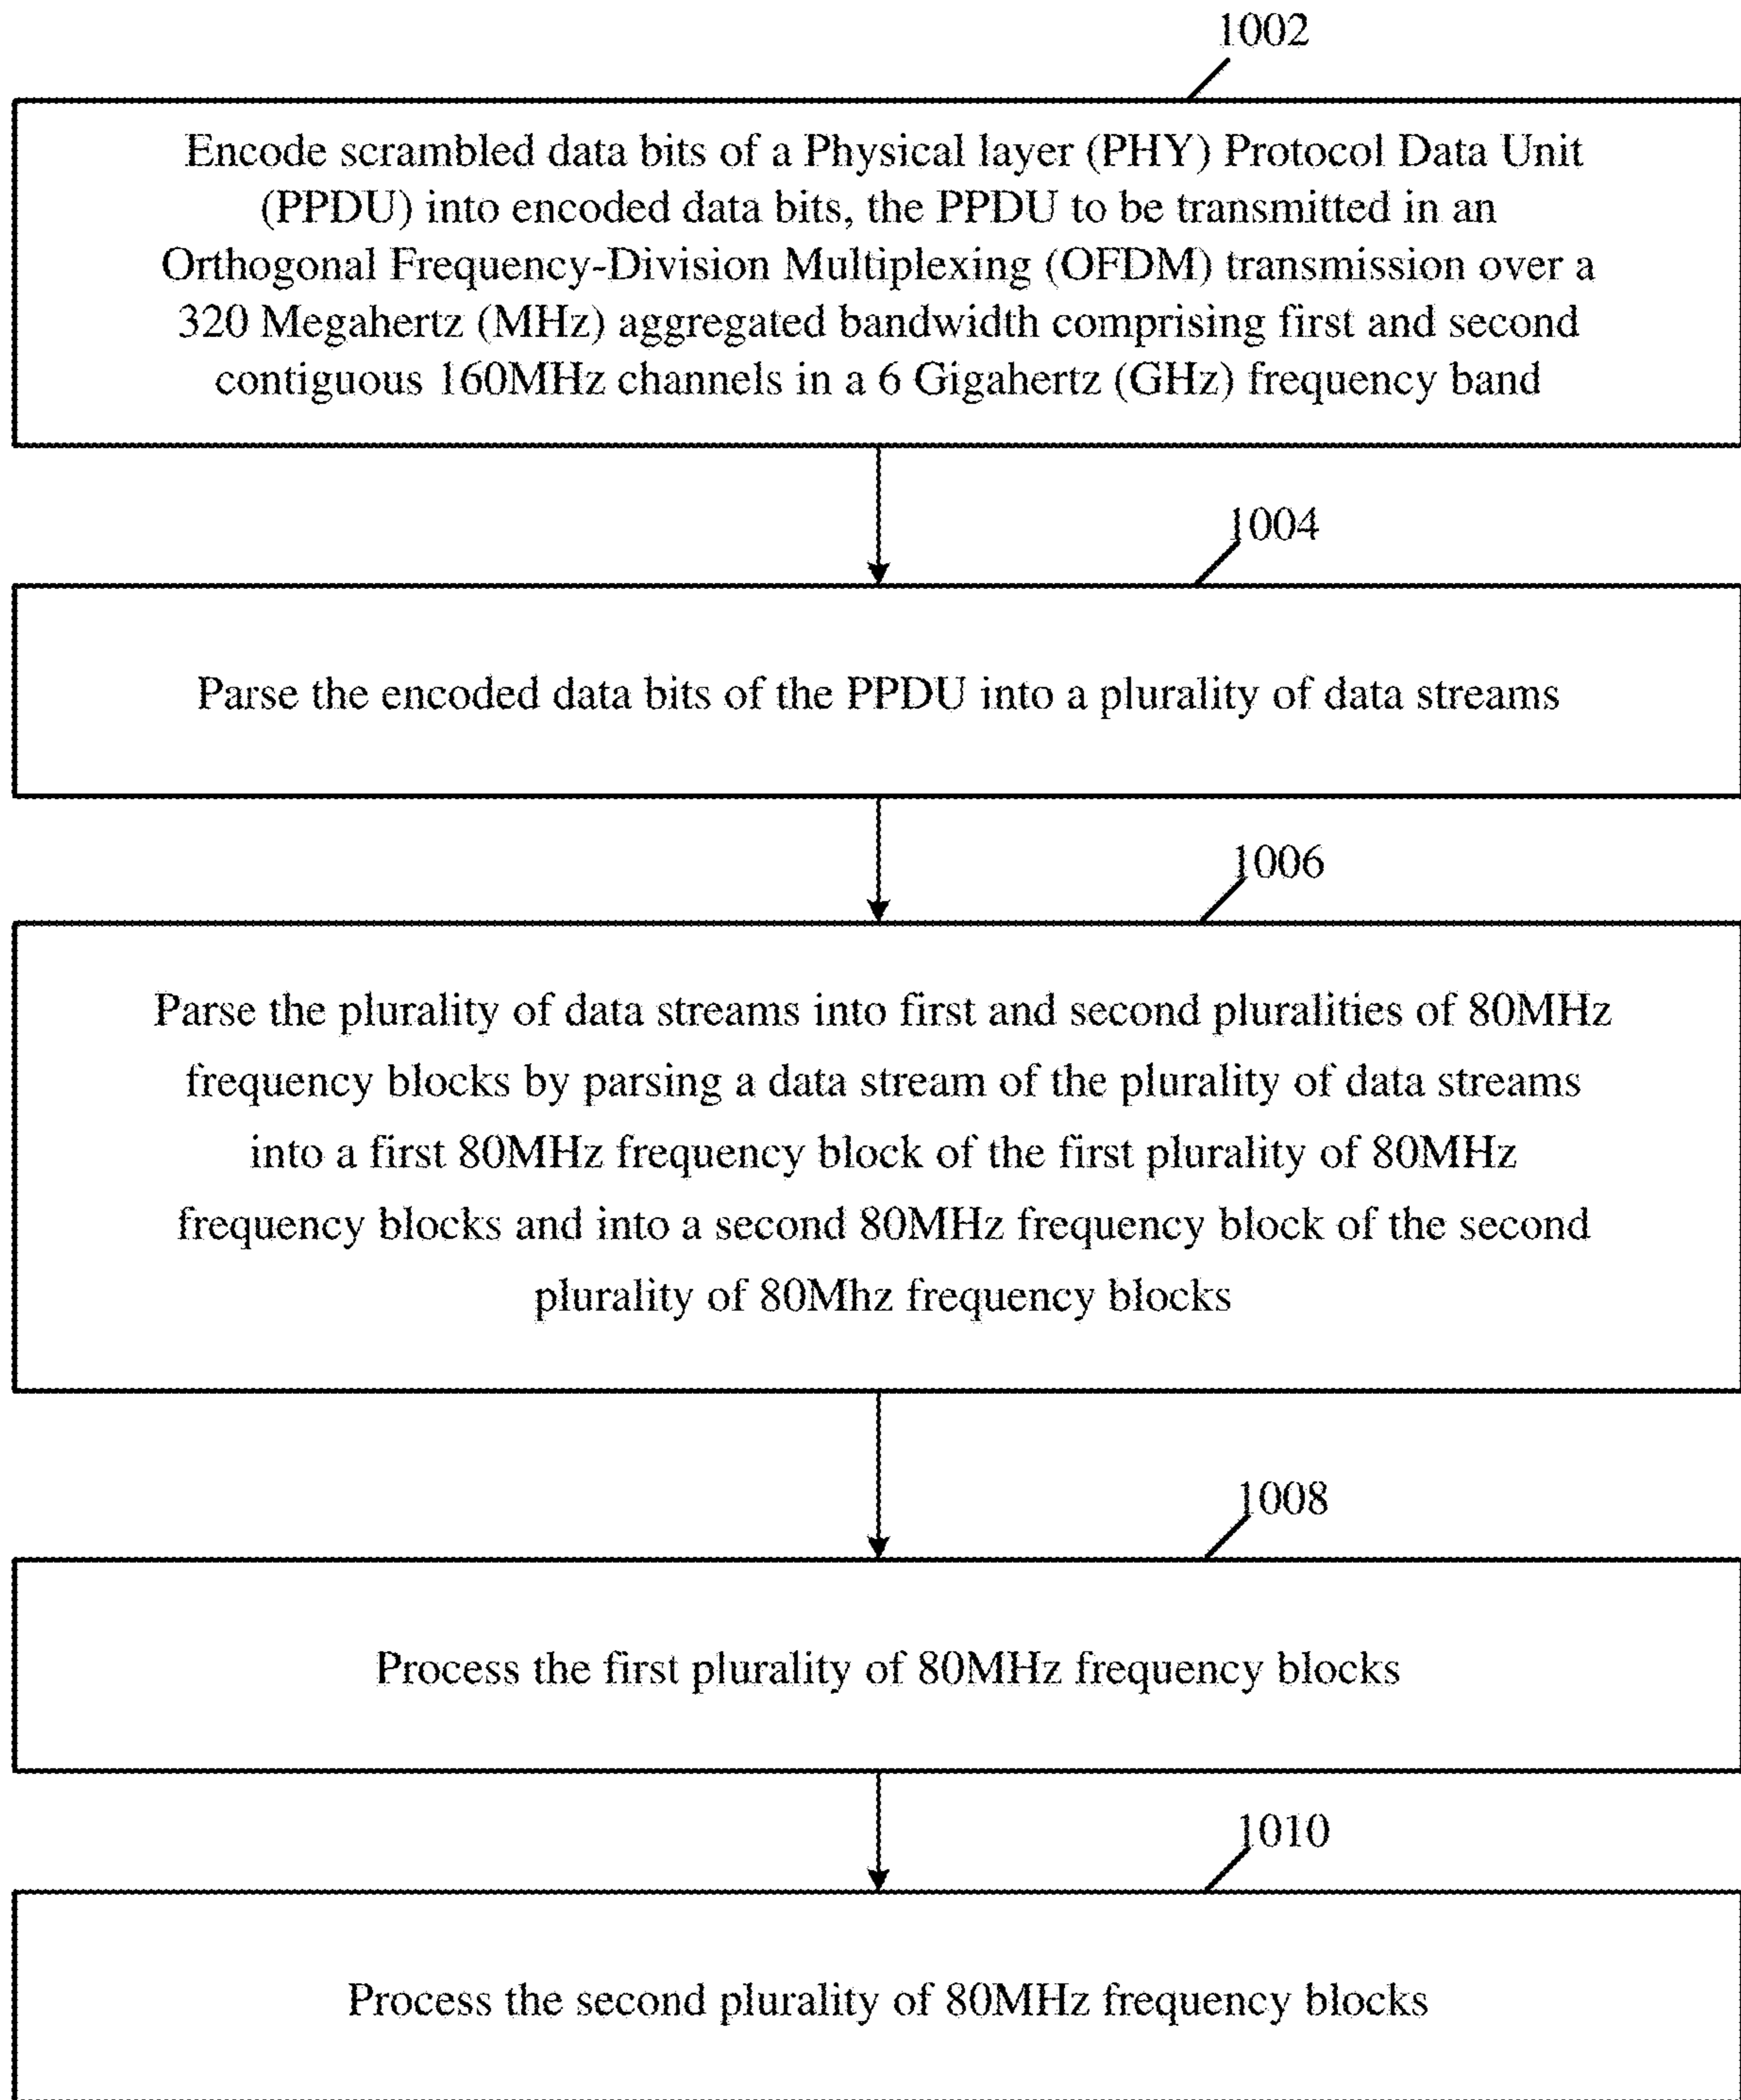 1002
Encode scrambled data bits of a Physical layer (PHY) Protocol Data Unit
(PPDU) into encoded data bits, the PPDU to be transmitted in an
Orthogonal Frequency-Division Multiplexing (OFDM) transmission over a
320 Megahertz (MHz) aggregated bandwidth comprising first and second
contiguous 160MHz channels in a 6 Gigahertz (GHz) frequency band
1004
Parse the encoded data bits of the PPDU into a plurality of data streams
1006
Parse the plurality of data streams into first and second pluralities of 80MHz
frequency blocks by parsing a data stream of the plurality of data streams
into a first 80MHz frequency block of the first plurality of 80MHz
frequency blocks and into a second 80MHz frequency block of the second
plurality of 80Mhz frequency blocks
1008
Process the first plurality of 80MHz frequency blocks
1010
Process the second plurality of 80MHz frequency blocks